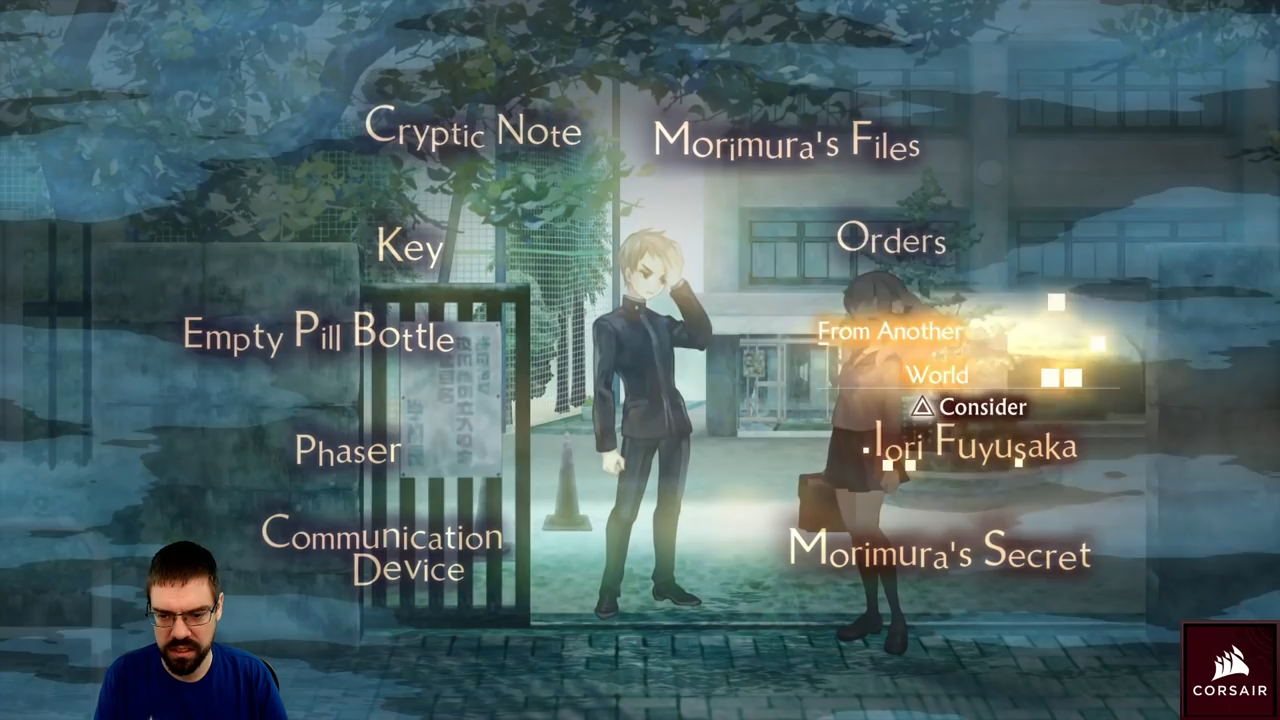 Cryptic Note
Morimura's Files
Key
Orders
Empty Pill Bottle
From Another
World
Consider
Iori Fuyusaka
Phaser
Communication
Device
Morimura's Secret
CORSAIR